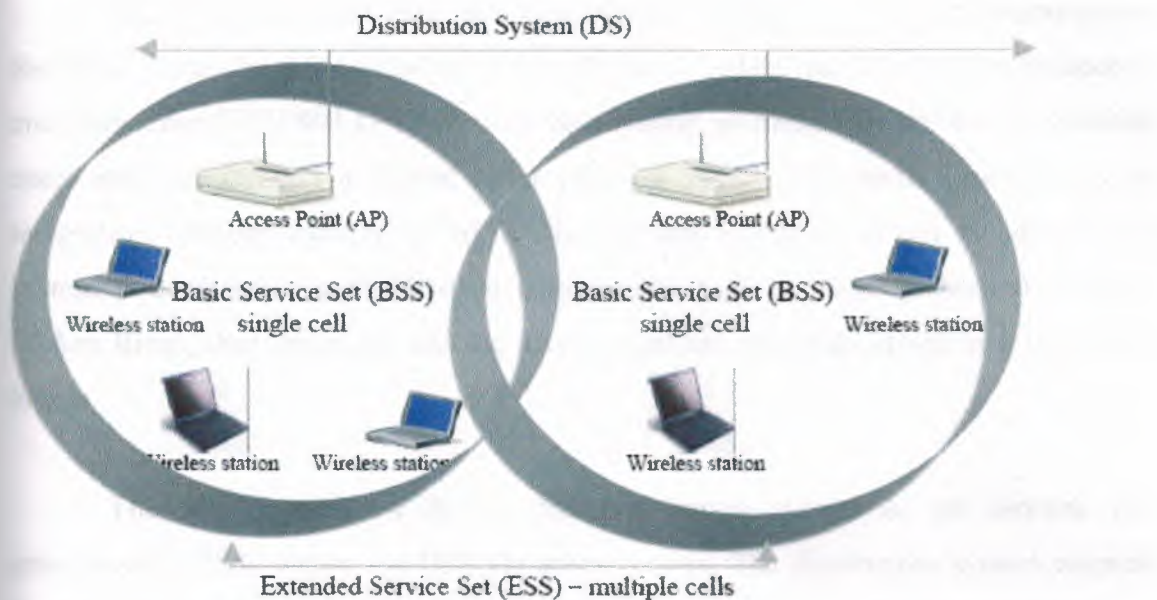 Distribution System (DS)
Access Point (AP)
Access Point (AP)
Basic Service Set (BSS)
single cell
Basic Service Set (BSS)
single cell
Wireless station
Wireless station
Wireless station
Wireless station
Wireless station
Extended Service Set (ESS) – multiple cells